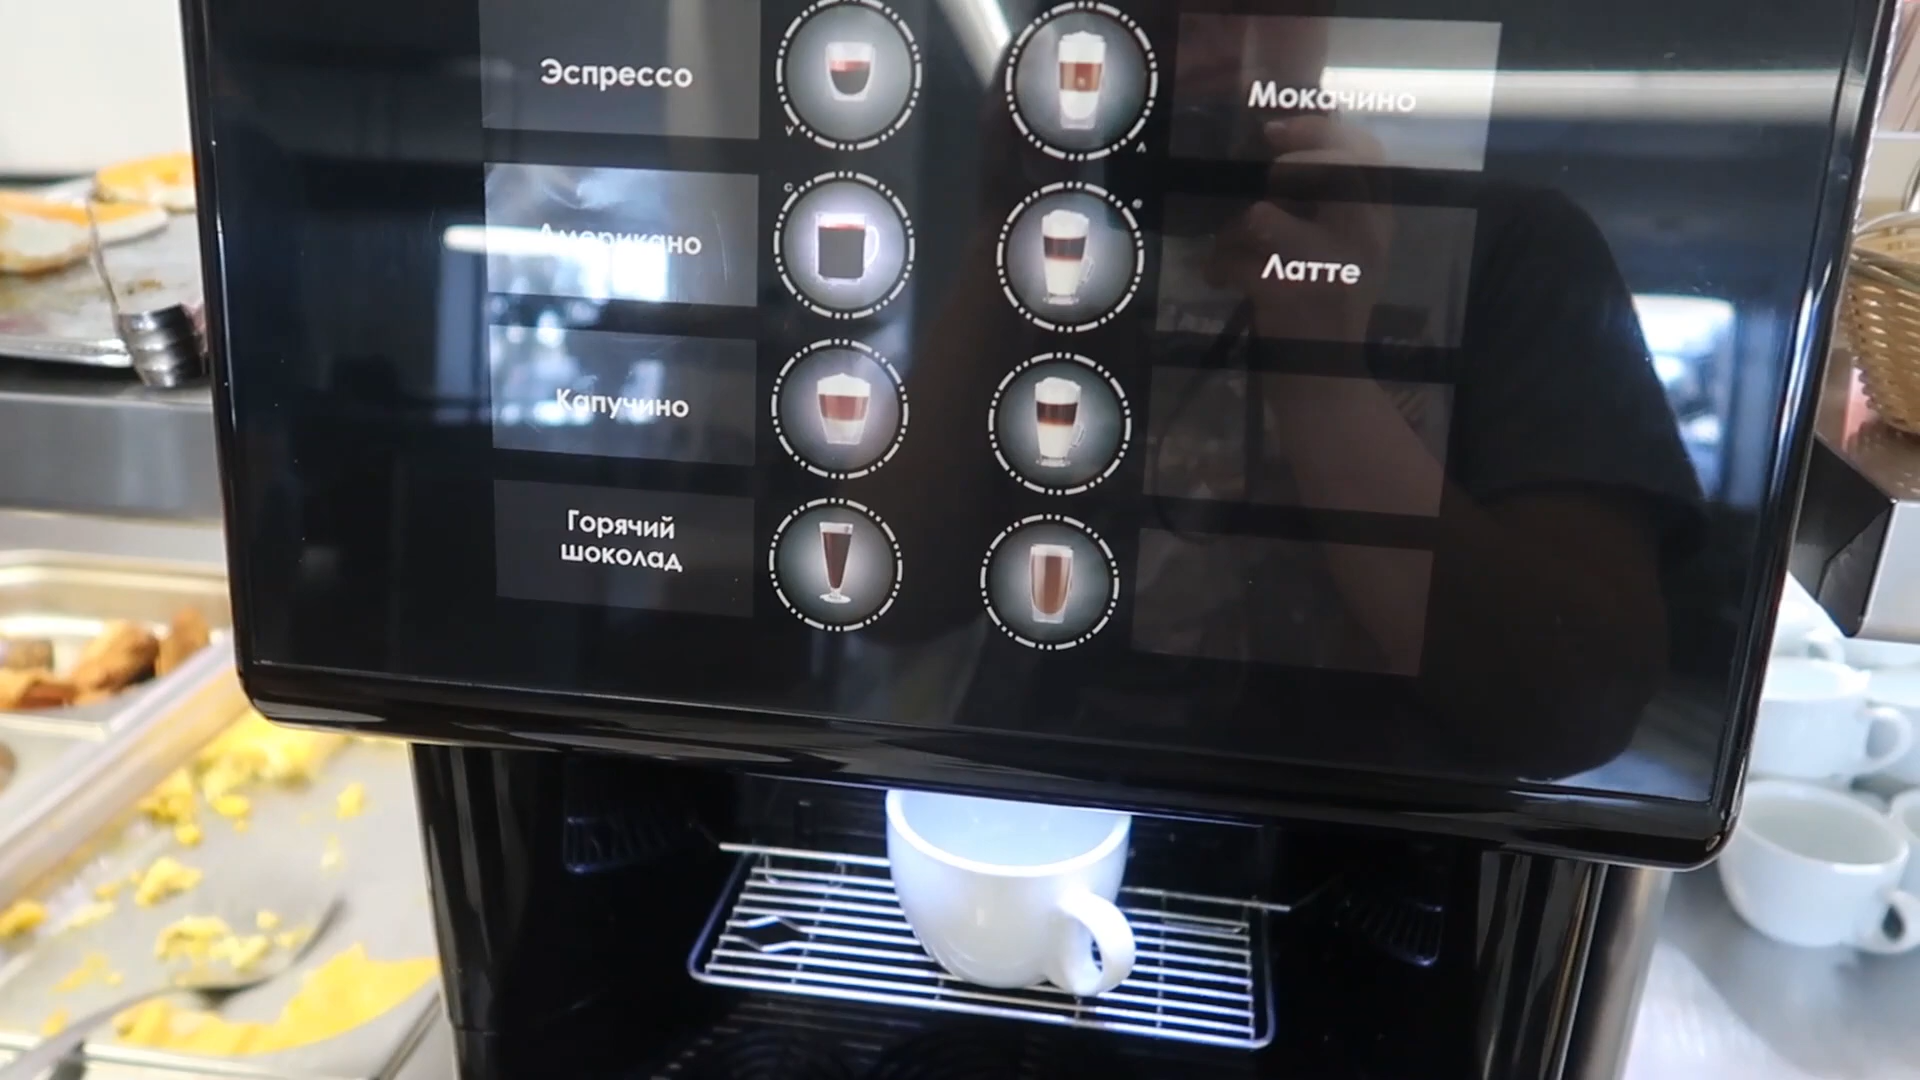 Эспрессо
Мокачино
Американо
Латте
Капучино
Горячий
шоколад